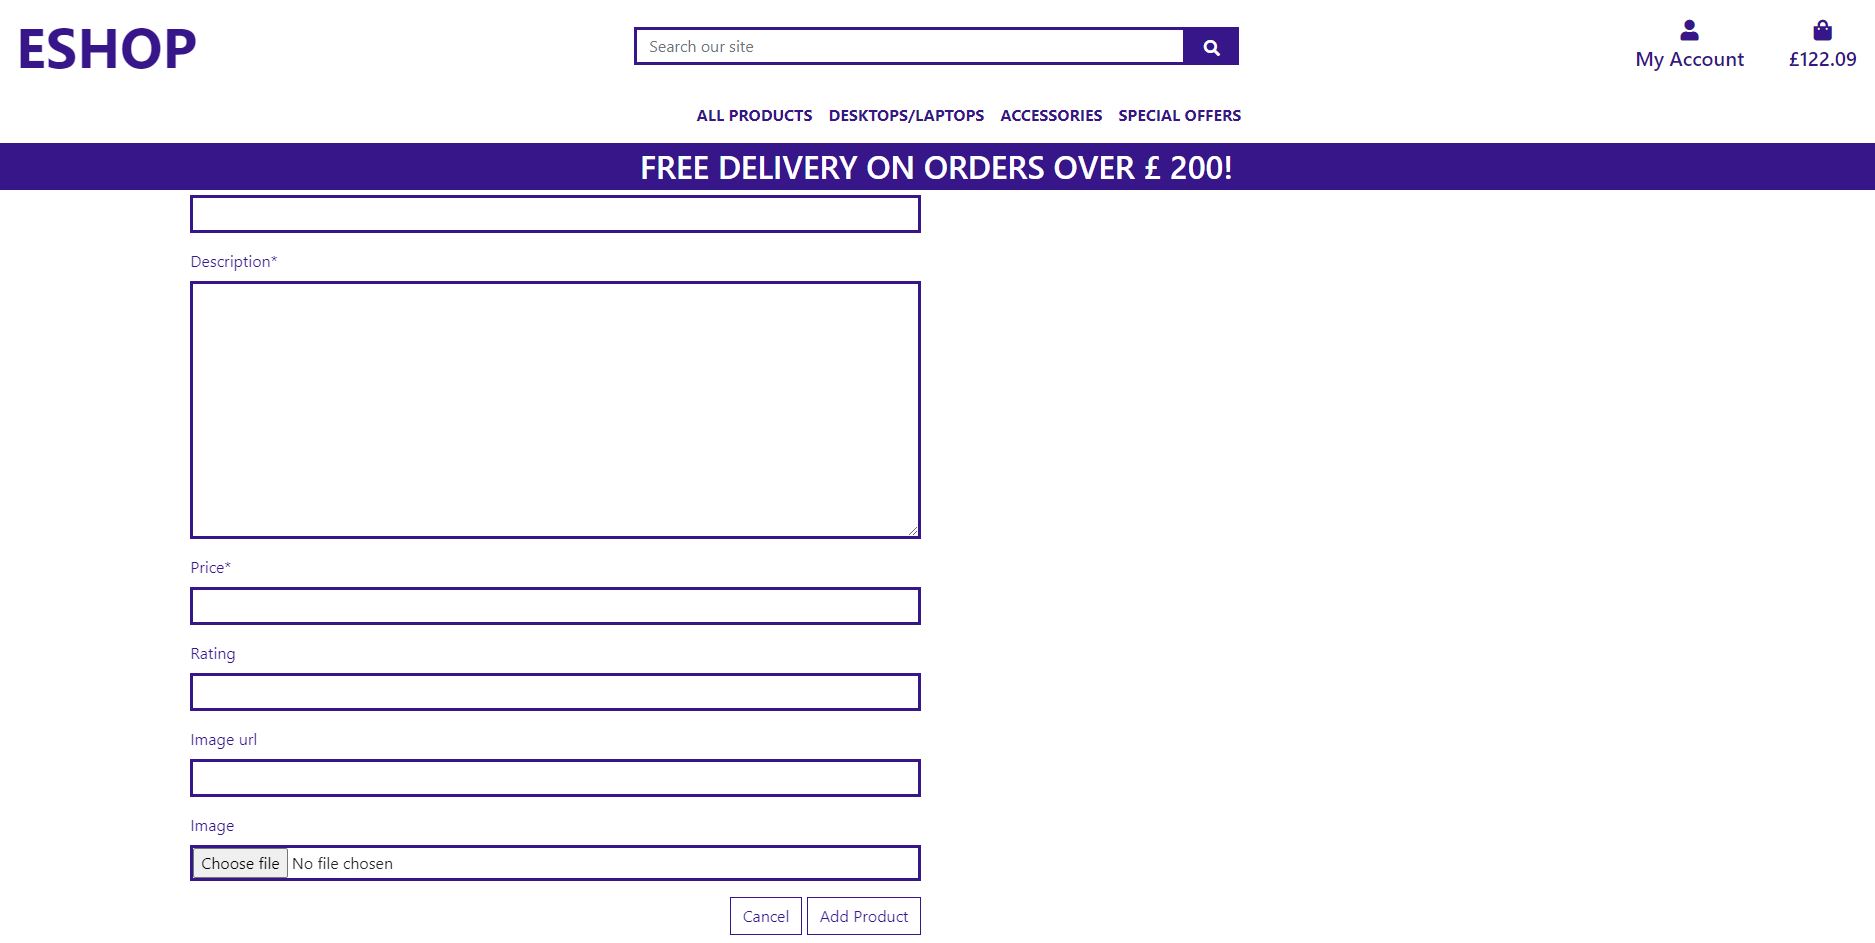 ESHOP
Search our site
My Account
£122.09
ALL PRODUCTS DESKTOPS/LAPTOPS ACCESSORIES SPECIAL OFFERS
FREE DELIVERY ON ORDERS OVER £ 200!
Description*
Price*
Rating
Image url
Image
Choose file No file chosen
Cancel Add Product